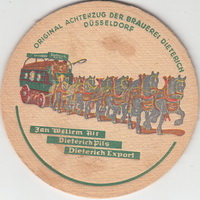 ORIGINAL ACHTERZUG DER BRAUEREI DIETERICH
DÜSSELDORF
Jan Wellem Alt
Dieterich Pils
Dieterich Export